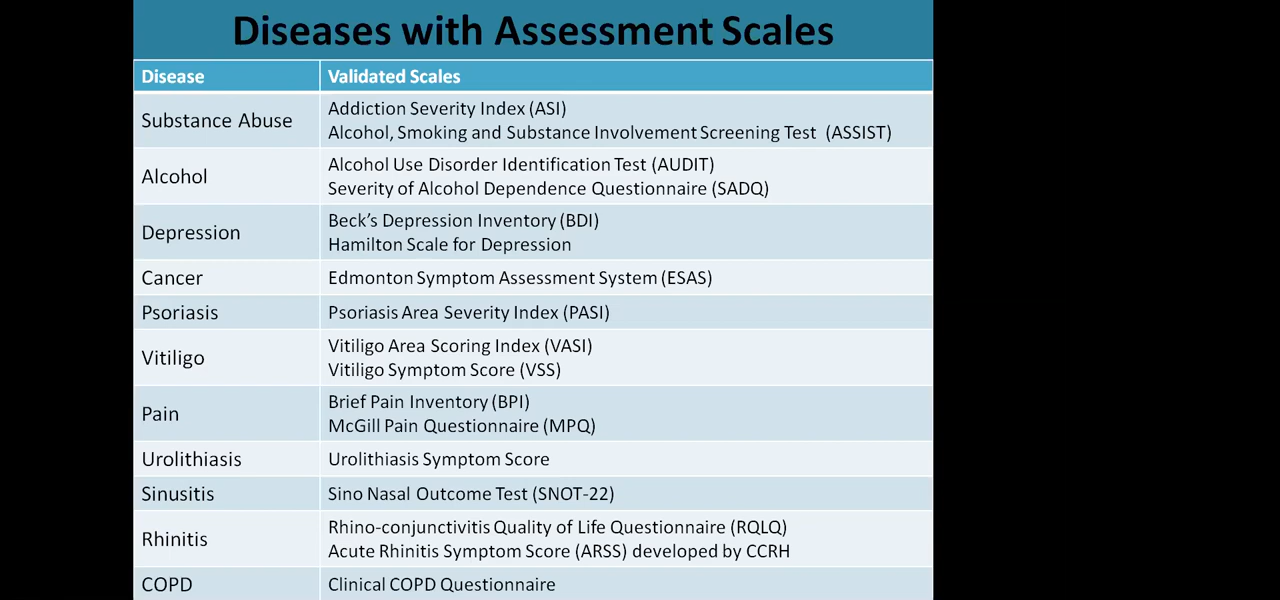 Diseases with Assessment Scales
Disease Validated Scales
Substance Abuse
Addiction Severity Index (ASI)
Alcohol, Smoking and Substance Involvement Screening Test (ASSIST)
Alcohol
Alcohol Use Disorder Identification Test (AUDIT)
Severity of Alcohol Dependence Questionnaire (SADQ)
Depression
Beck’s Depression Inventory (BDI)
Hamilton Scale for Depression
Cancer
Edmonton Symptom Assessment System (ESAS)
Psoriasis
Psoriasis Area Severity Index (PASI)
Vitiligo
Vitiligo Area Scoring Index (VASI)
Vitiligo Symptom Score (VSS)
Pain
Brief Pain Inventory (BPI)
McGill Pain Questionnaire (MPQ)
Urolithiasis
Urolithiasis Symptom Score
Sinusitis
Sino Nasal Outcome Test (SNOT-22)
Rhinitis
Rhino-conjunctivitis Quality of Life Questionnaire (RQLQ)
Acute Rhinitis Symptom Score (ARSS) developed by CCRH
COPD
Clinical COPD Questionnaire